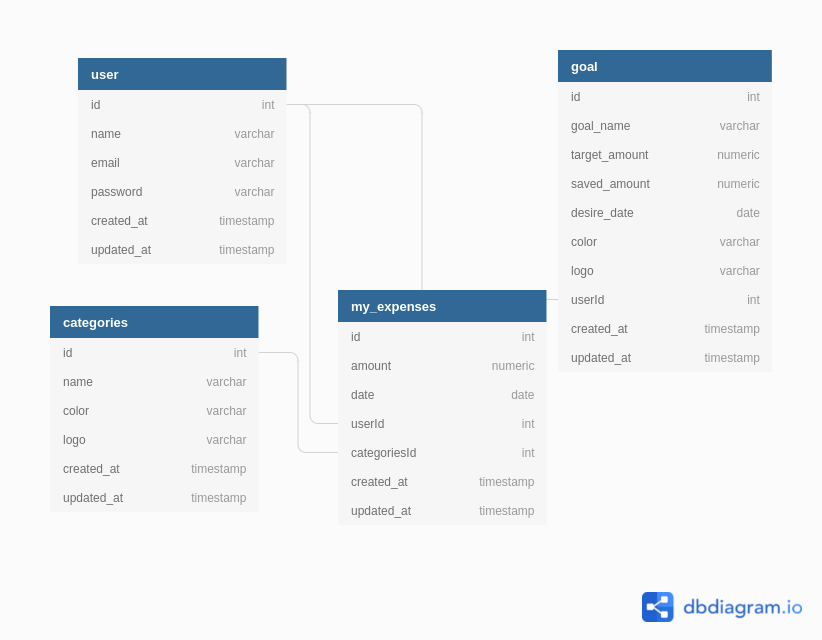 user
id int
name varchar
email varchar
password varchar
created_at timestamp
updated_at timestamp
goal
id int
goal_name varchar
target_amount numeric
saved_amount numeric
desire_date date
color varchar
logo varchar
userId int
created_at timestamp
updated_at timestamp
categories
id int
name varchar
color varchar
logo varchar
created_at timestamp
updated_at timestamp
my_expenses
id int
amount numeric
date date
userId int
categoriesId int
created_at timestamp
updated_at timestamp
dbdiagram.io